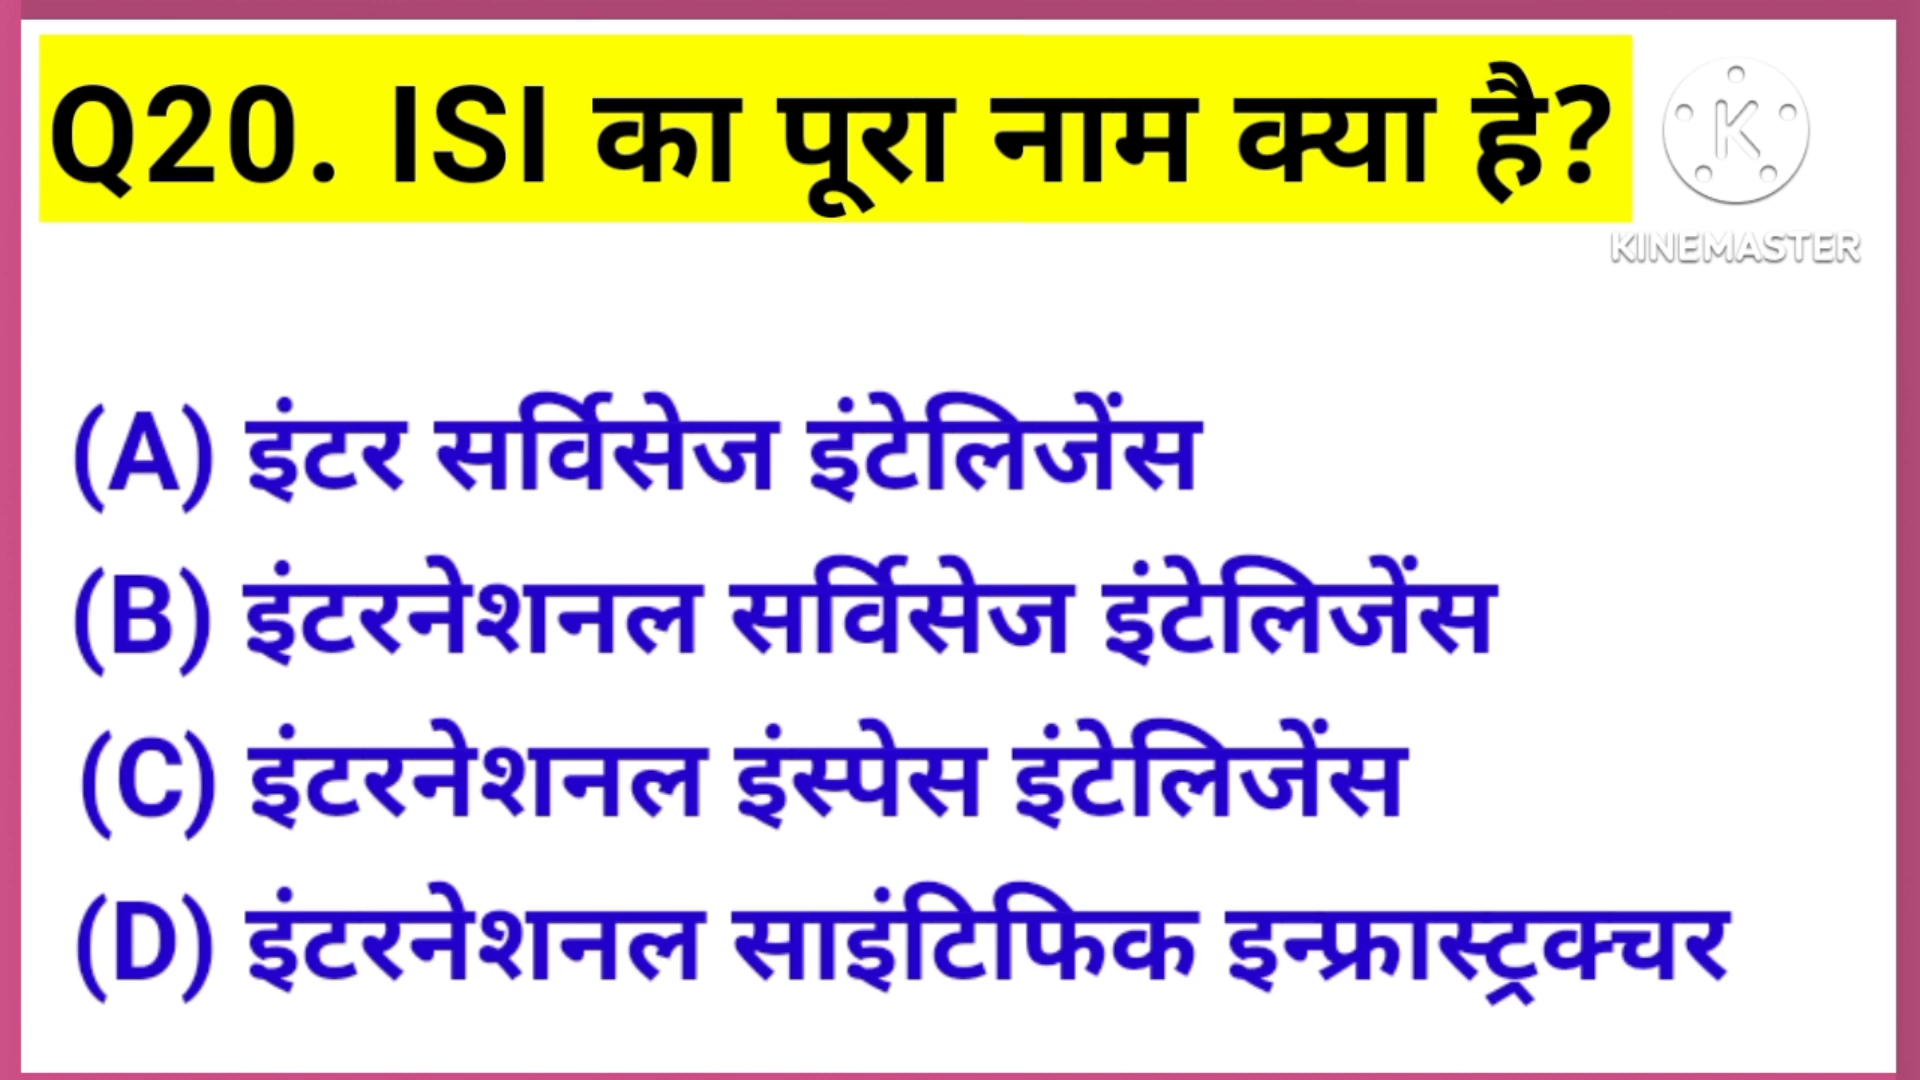 Q20. ISI का पूरा नाम क्या है?
K
KINEMASTER
(A) इंटर सर्विसेज इंटेलिजेंस
(B) इंटरनेशनल सर्विसेज इंटेलिजेंस
(C) इंटरनेशनल इंस्पेस इंटेलिजेंस
(D) इंटरनेशनल साइंटिफिक इन्फ्रास्ट्रक्चर